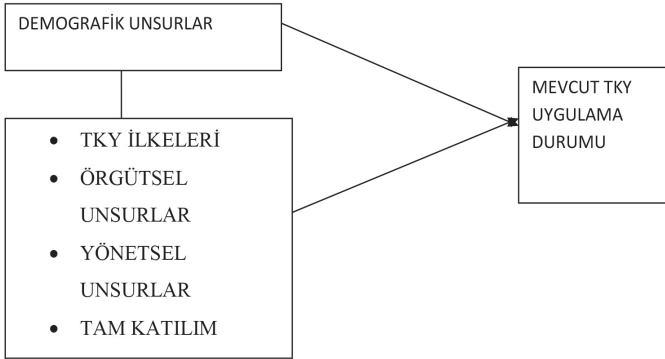 DEMOGRAFİK UNSURLAR
• TKY İLKELERİ
• ÖRGÜTSEL
UNSURLAR
• YÖNETSEL
UNSURLAR
• TAM KATILIM
MEVCUT TKY
UYGULAMA
DURUMU